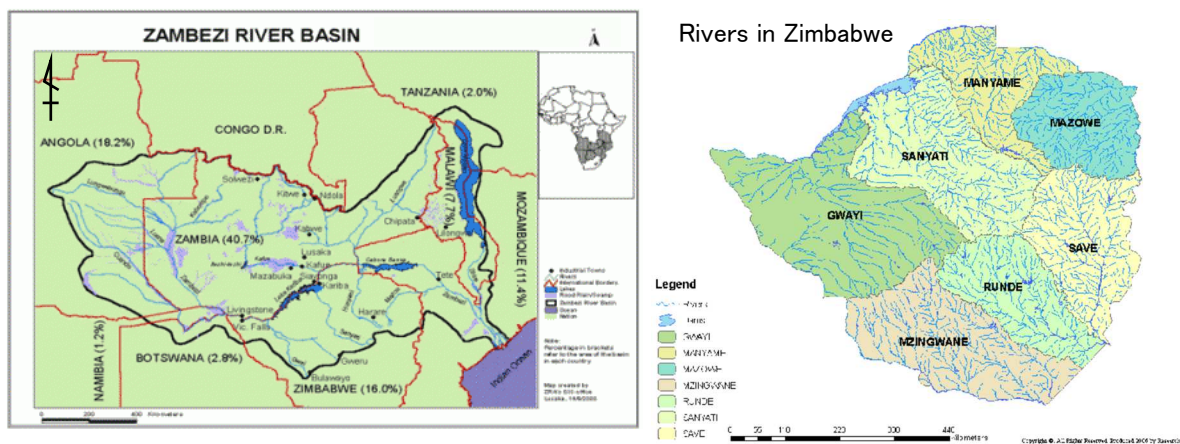 ZAMBEZI RIVER BASIN
TANZANIA (2.0%)
CONGO D.R.
ANGOLA (18.2%)
MALAWI (7.7%)
MOZAMBIQUE (11.4%)
Solwezi
Kitwe
Ndola
Chipata
Lilongwe
Kabwe
ZAMBIA (40.7%)
Lusaka
Kafue
Mazabuka
Siavonga
Kariba
Tete
Harare
Livingstone
Vic. Falls
Gweru
Bulawayo
NAMIBIA (1.2%)
BOTSWANA (2.8%)
ZIMBABWE (16.0%)
Indian Ocean
Industrial Towns
Rivers
International Borders
Lakes
Zambezi River Basin
Ocean
Note:
Percentage in brackets
refer to the area of the basin
in each country
Map created by
0 200 400 Kilometers
Rivers in Zimbabwe
MANYAME
MAZOWE
SANYATI
GWAYI
SAVE
RUNDE
MZINGWANE
Legend
GWAYI
MANYAME
MAZOWE
MZINGWANE
RUNDE
SANYATI
SAVE
0 55 110 220 330 440
Kilometers